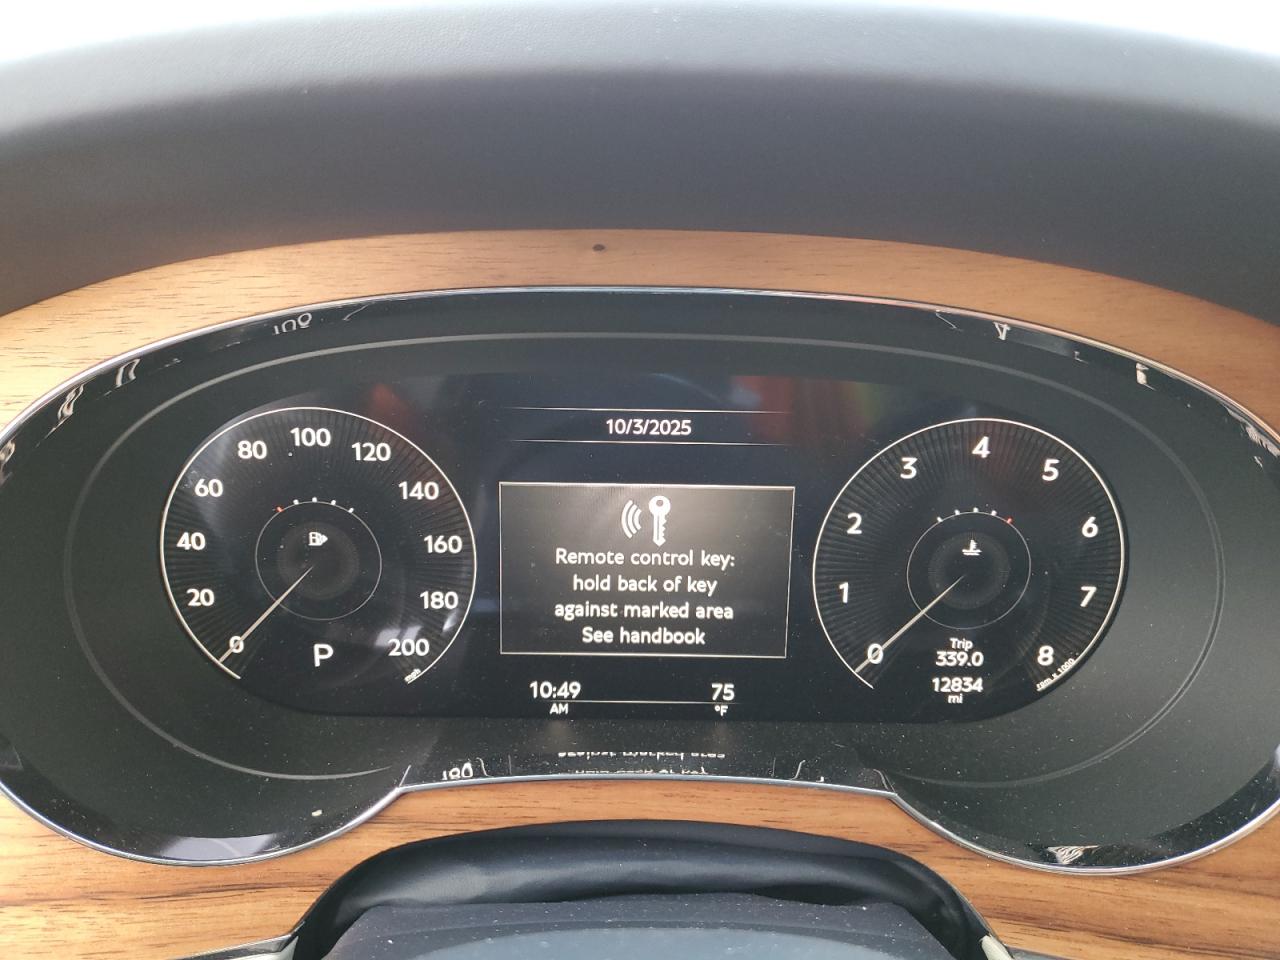 10/3/2025
0
20
40
60
80
100
120
140
160
180
200
mph
P
Remote control key:
hold back of key
against marked area
See handbook
10:49
AM
75
°F
0
1
2
3
4
5
6
7
8
rpm x 1000
Trip
339.0
12834
mi